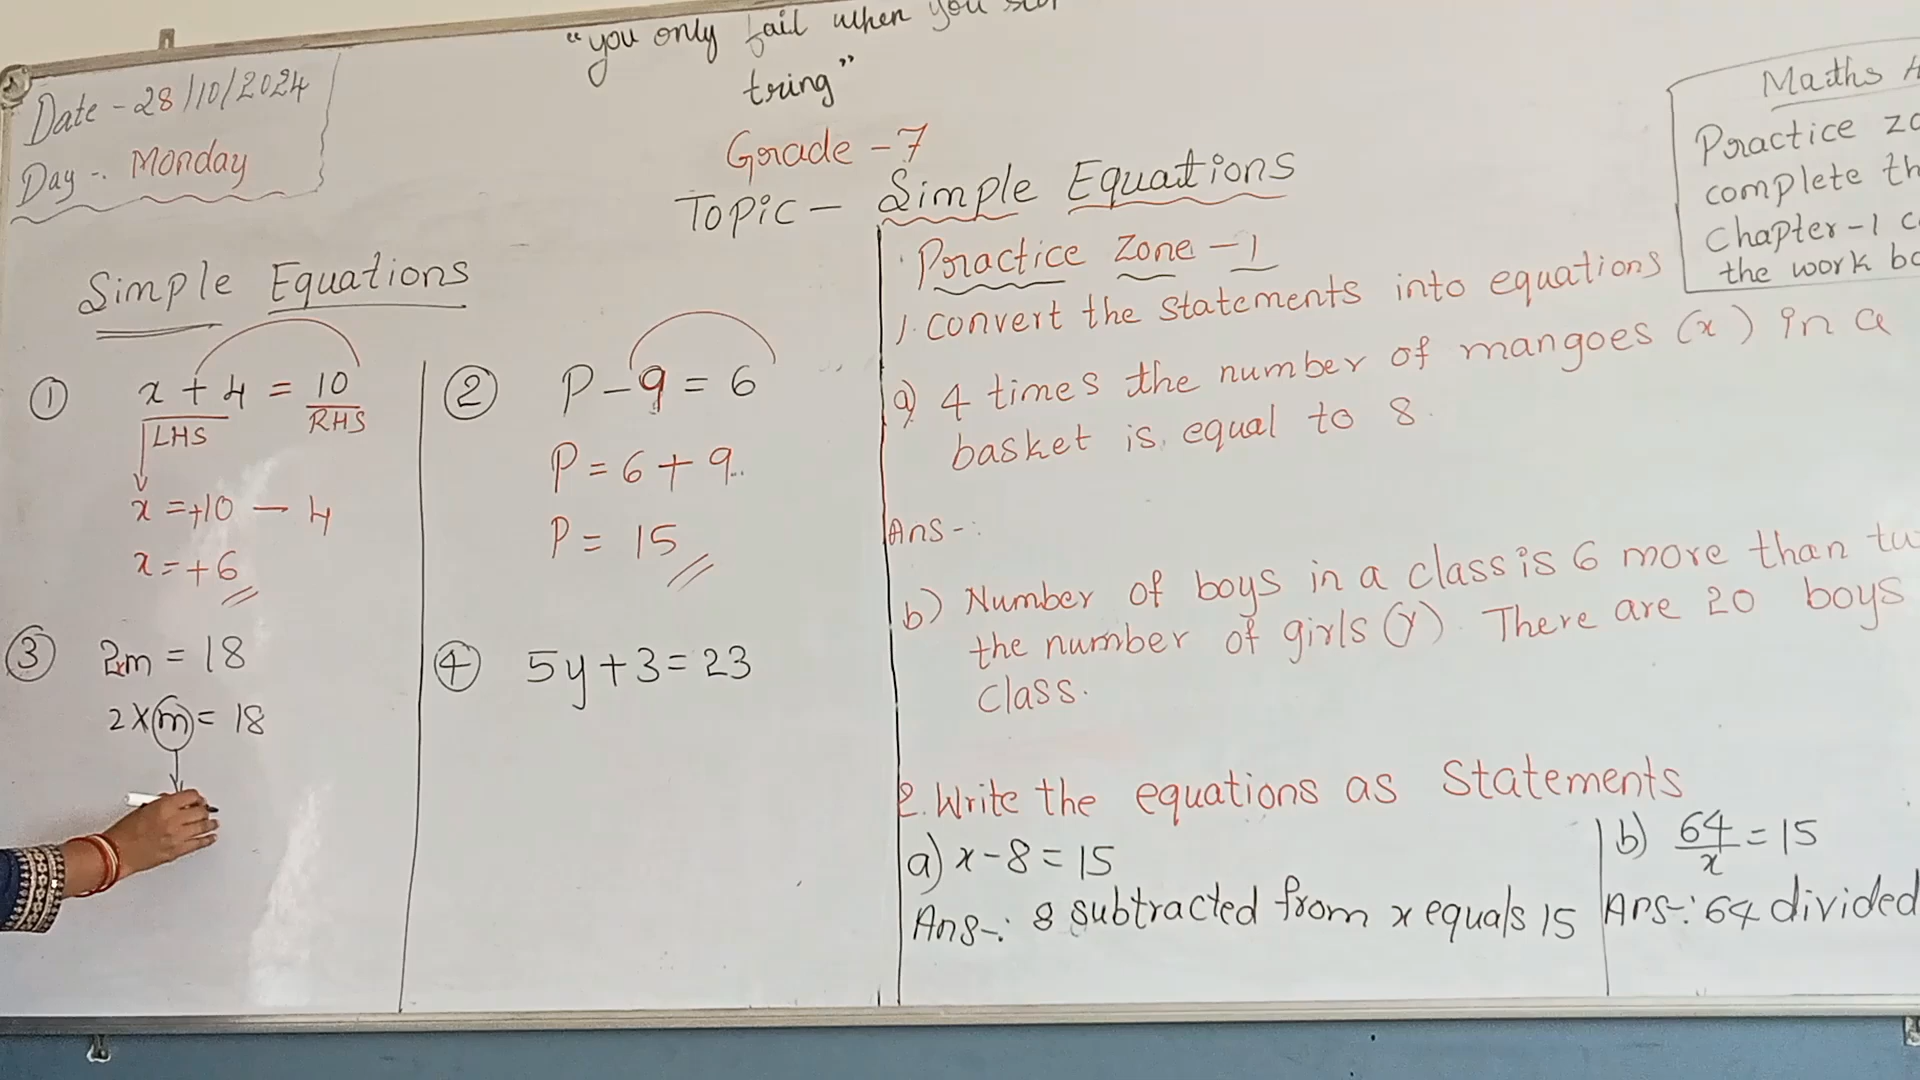 "you only fail when you
tring"
Date - 28/10/2024
Day -. Monday
Grade - 7
Topic - Simple Equations
Maths
Practice
complete
Chapter-1
the work
Simple Equations
① x + 4 = 10
LHS RHS
x = +10 - 4
x = +6
② P - 9 = 6
P = 6 + 9
P = 15
③ 2xm = 18
2 x m = 18
④ 5y + 3 = 23
Practice Zone - 1
1. Convert the statements into equations
a) 4 times the number of mangoes (x) in a
basket is equal to 8.
Ans -:
b) Number of boys in a class is 6 more than
the number of girls (y). There are 20 boys
class.
2. Write the equations as Statements
a) x - 8 = 15
Ans-: 8 subtracted from x equals 15
b) 64/x = 15
Ans-: 64 divided